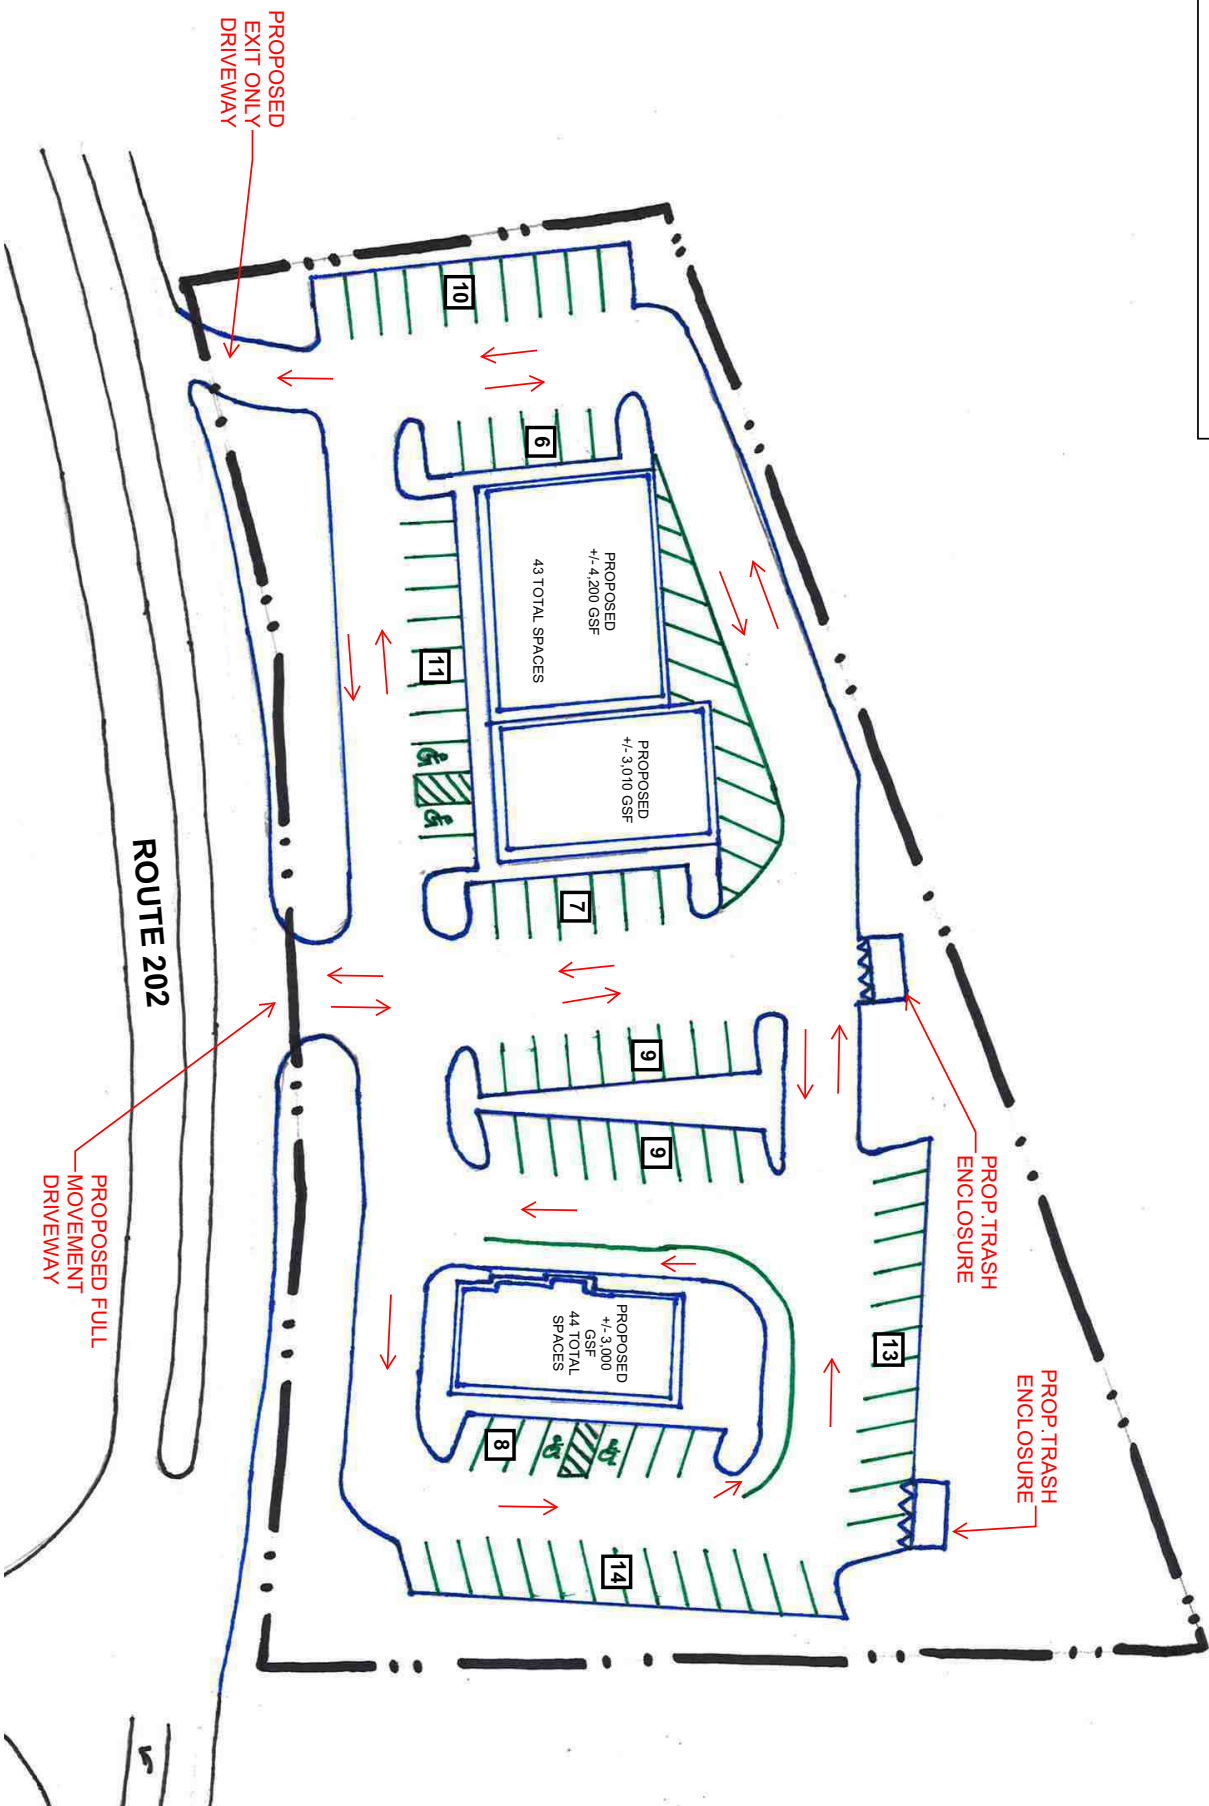 PROPOSED
EXIT ONLY
DRIVEWAY
10
6
PROPOSED
+/- 4,200 GSF
43 TOTAL SPACES
11
PROPOSED
+/- 3,010 GSF
7
9
9
PROP.TRASH
ENCLOSURE
13
PROPOSED
+/- 3,000
GSF
44 TOTAL
SPACES
8
14
PROP.TRASH
ENCLOSURE
ROUTE 202
PROPOSED FULL
MOVEMENT
DRIVEWAY